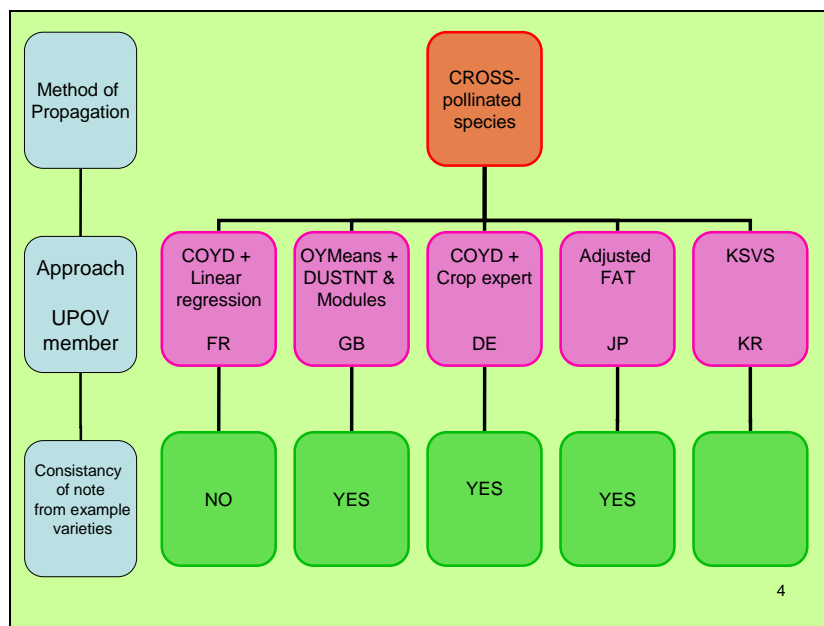 Method of
Propagation
CROSS-
pollinated
species
Approach
UPOV
member
COYD +
Linear
regression
FR
OYMeans +
DUSTNT &
Modules
GB
COYD +
Crop expert
DE
Adjusted
FAT
JP
KSVS
KR
Consistancy
of note
from example
varieties
NO
YES
YES
YES
4